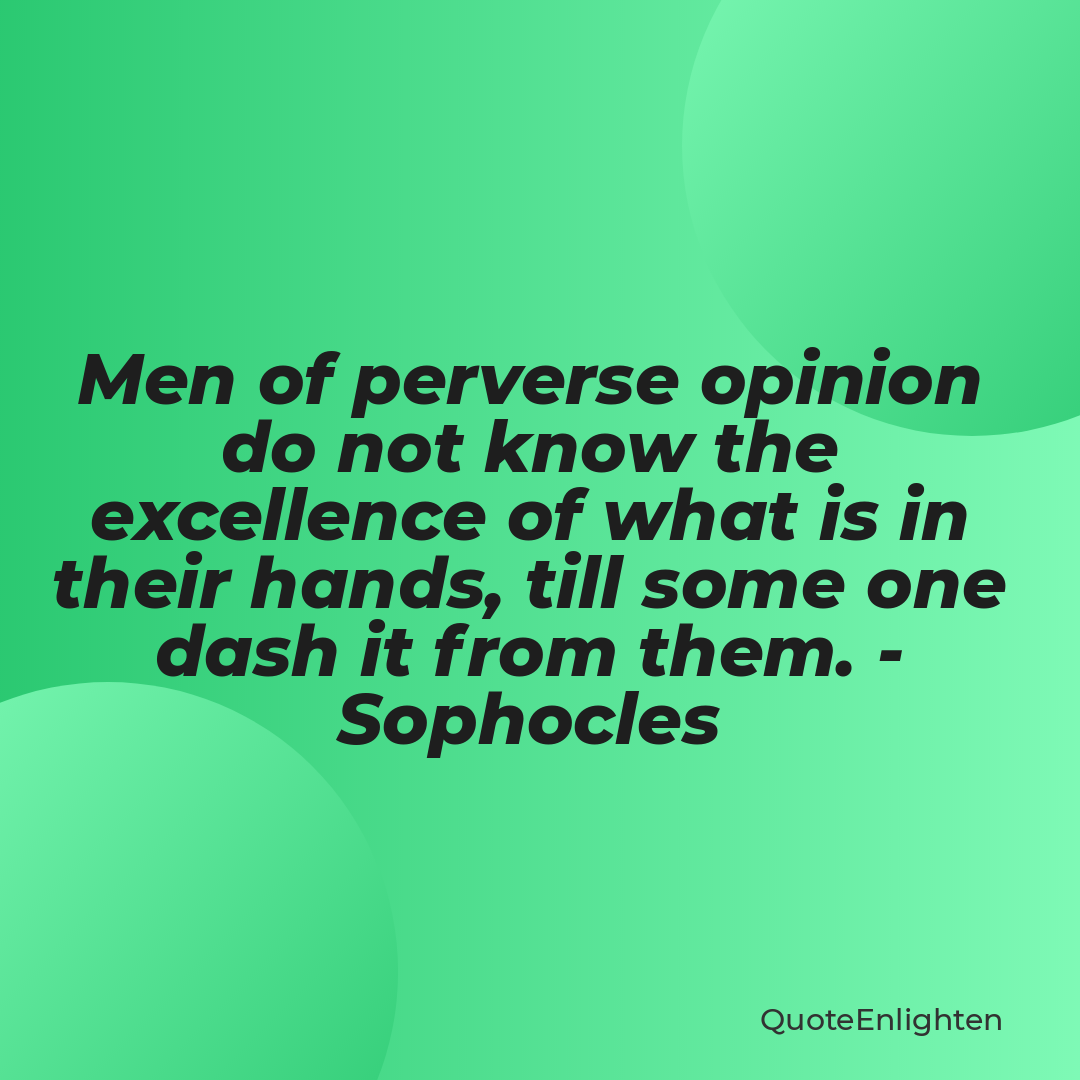 Men of perverse opinion
do not know the
excellence of what is in
their hands, till some one
dash it from them. -
Sophocles
QuoteEnlighten